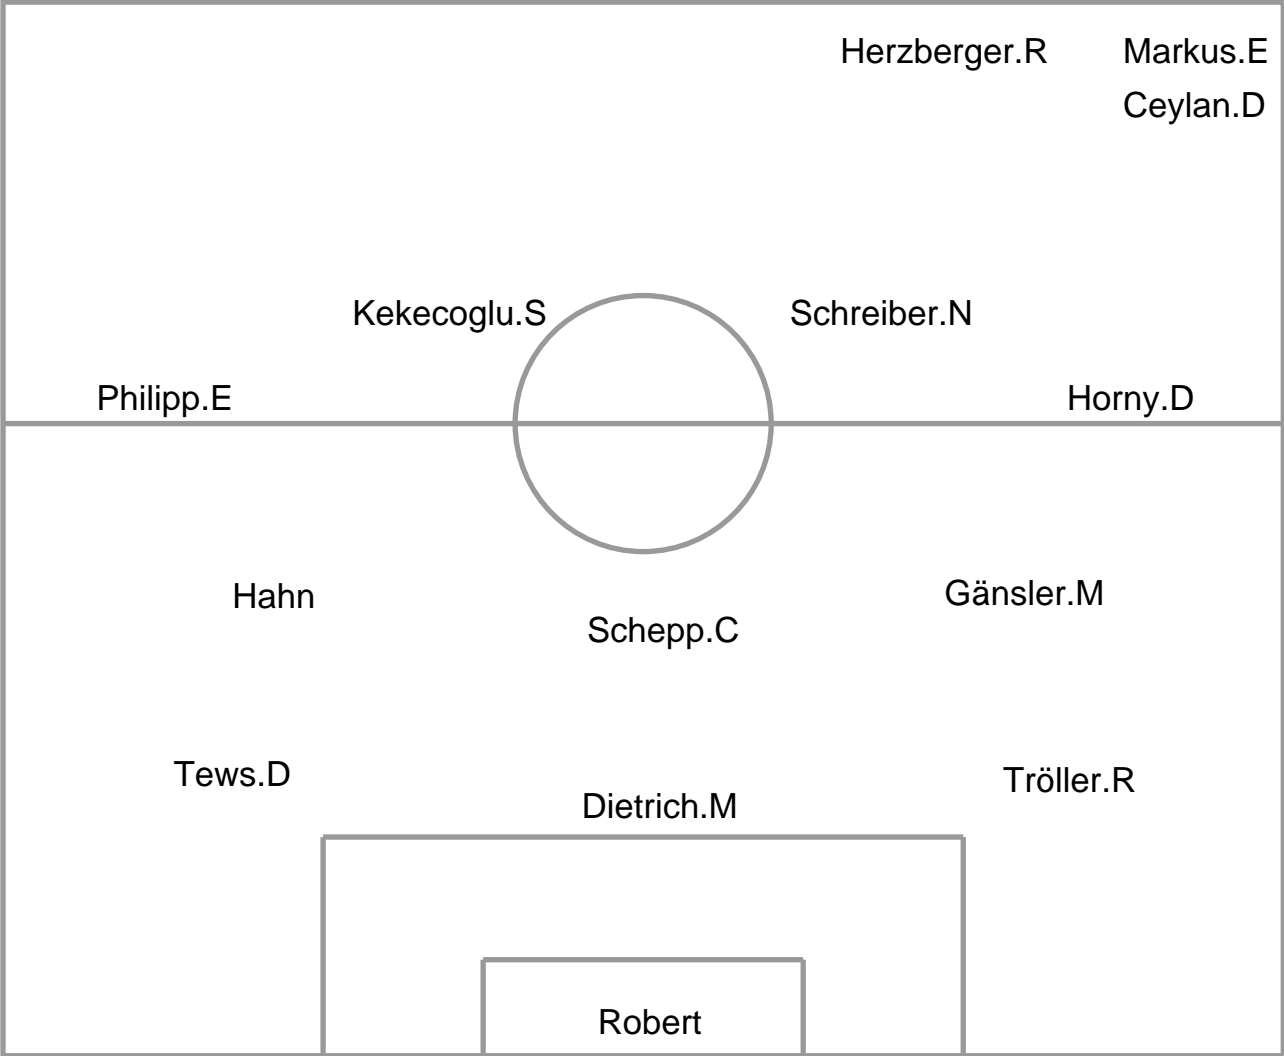 Herzberger.R Markus.E
Ceylan.D
Kekecoglu.S Schreiber.N
Philipp.E Horny.D
Hahn Gänsler.M
Schepp.C
Tews.D Tröller.R
Dietrich.M
Robert